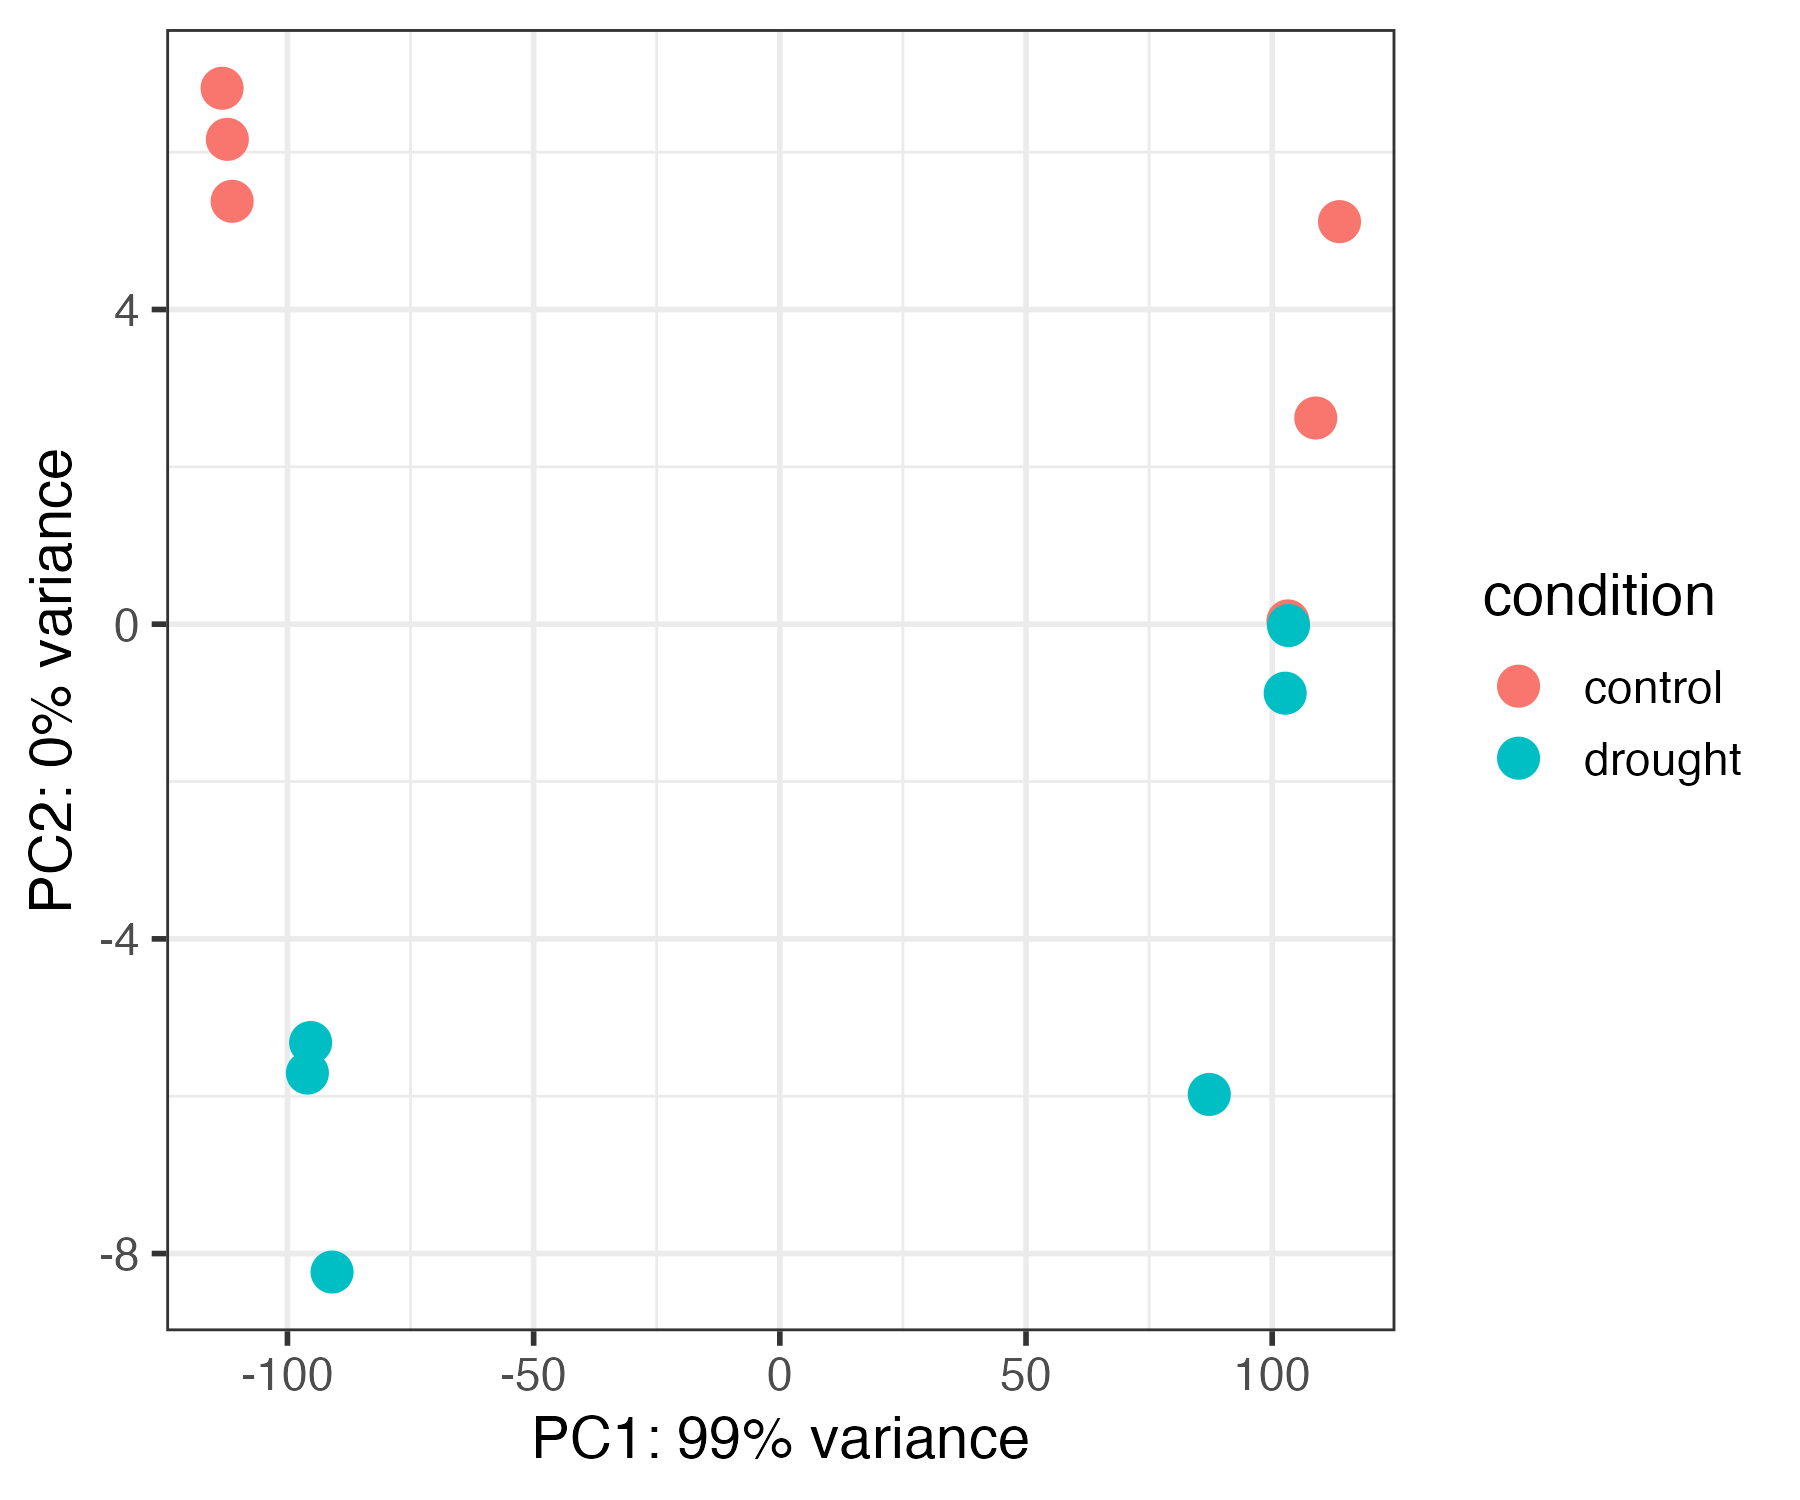 PC2: 0% variance
4
0
-4
-8
-100
-50
0
50
100
PC1: 99% variance
condition
control
drought